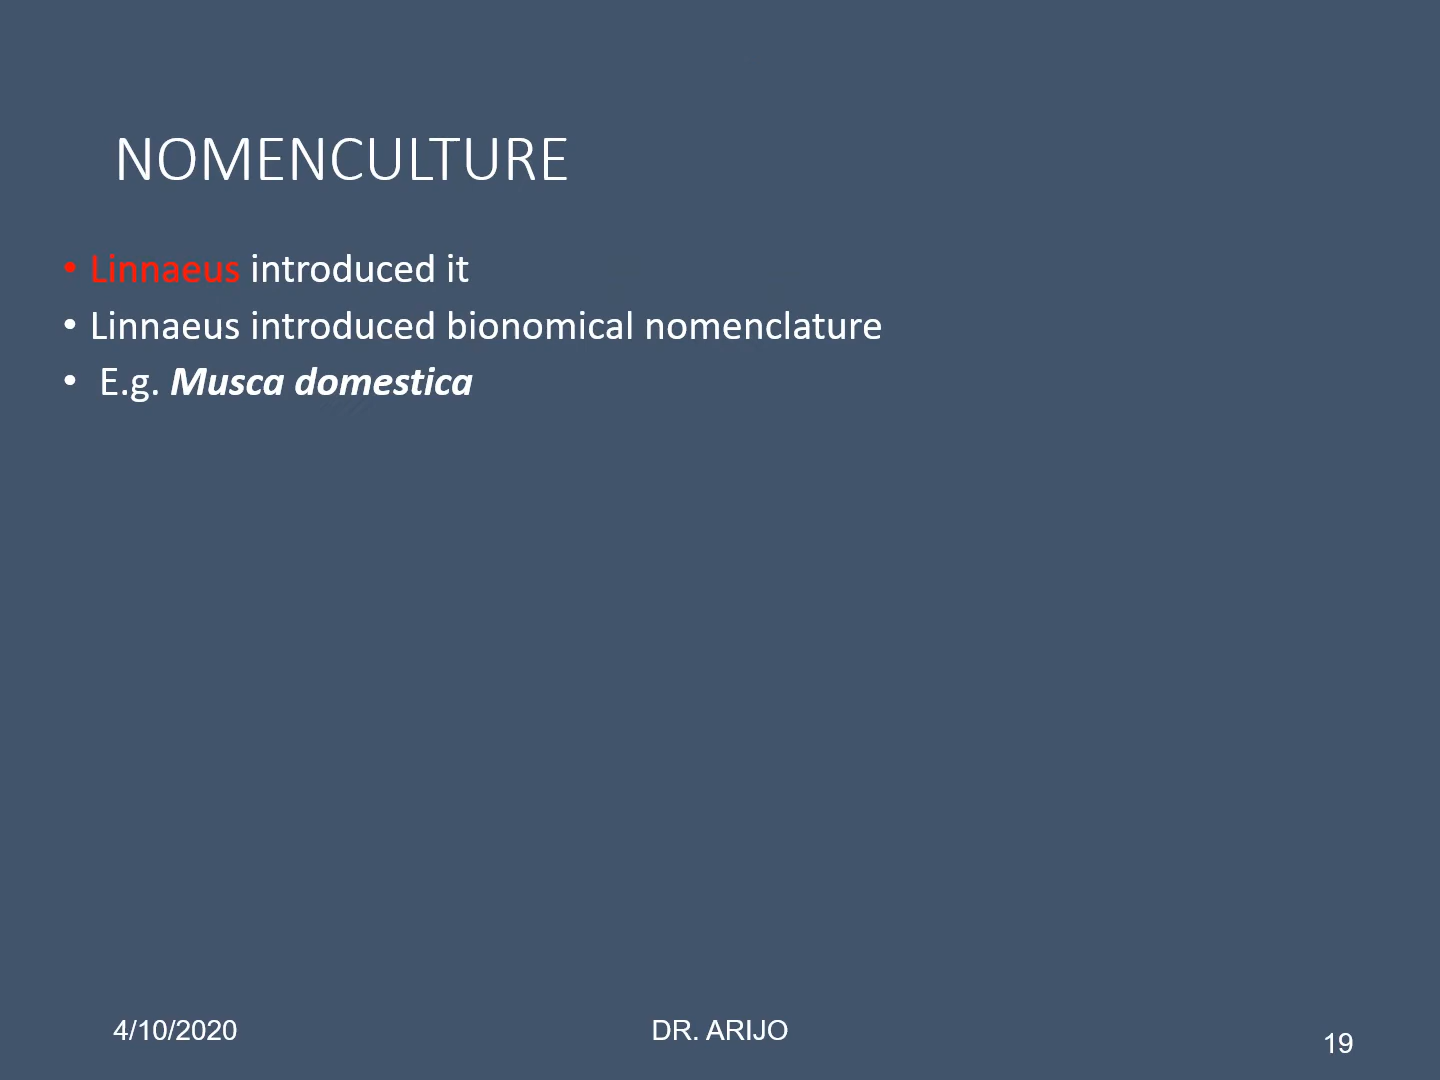 NOMENCULTURE
• Linnaeus introduced it
• Linnaeus introduced bionomical nomenclature
• E.g. Musca domestica
4/10/2020
DR. ARIJO
19